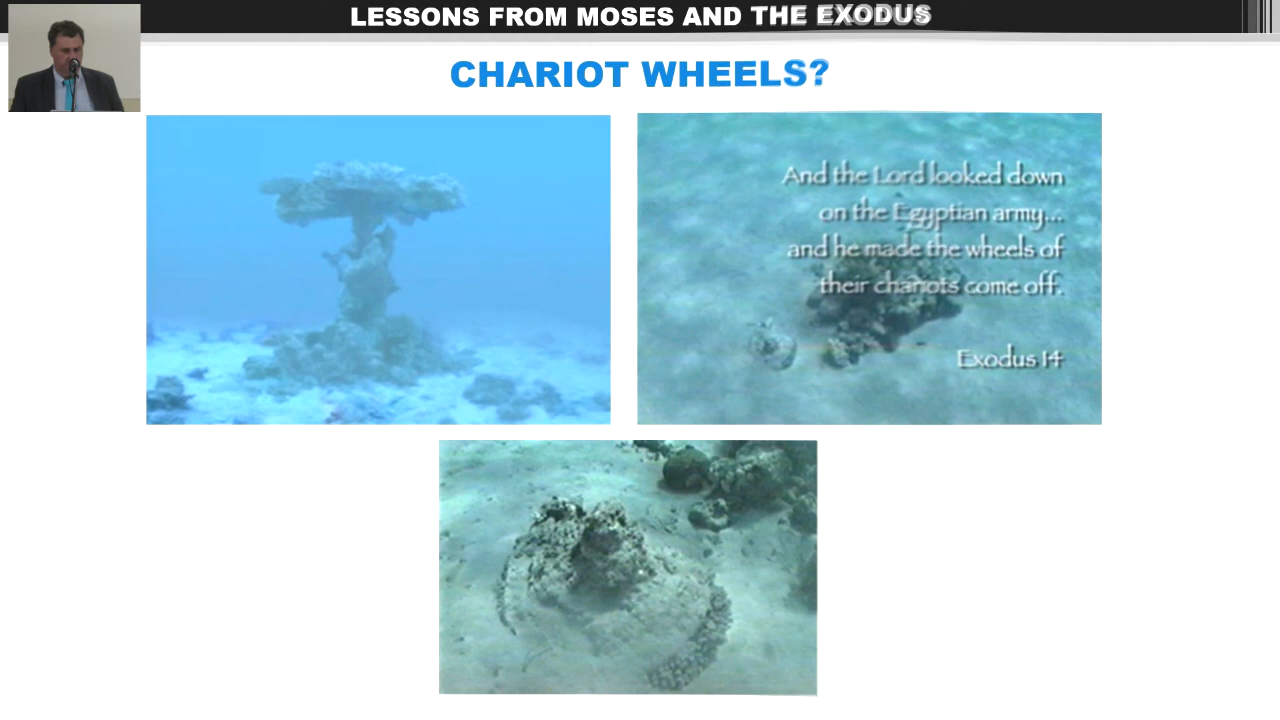 LESSONS FROM MOSES AND THE EXODUS
CHARIOT WHEELS?
And the Lord looked down
on the Egyptian army...
and he made the wheels of
their chariots come off.
Exodus 14